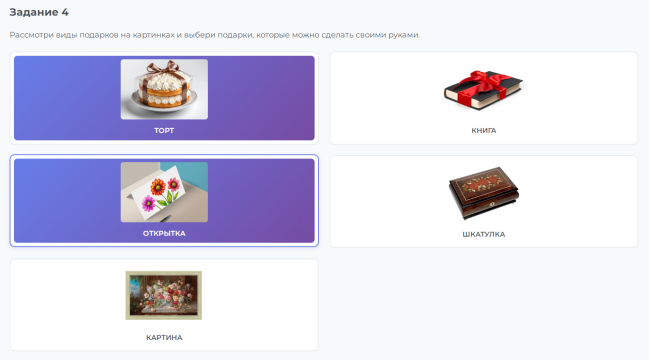 Задание 4
Рассмотри виды подарков на картинках и выбери подарки, которые можно сделать своими руками.
ТОРТ
КНИГА
ОТКРЫТКА
ШКАТУЛКА
КАРТИНА